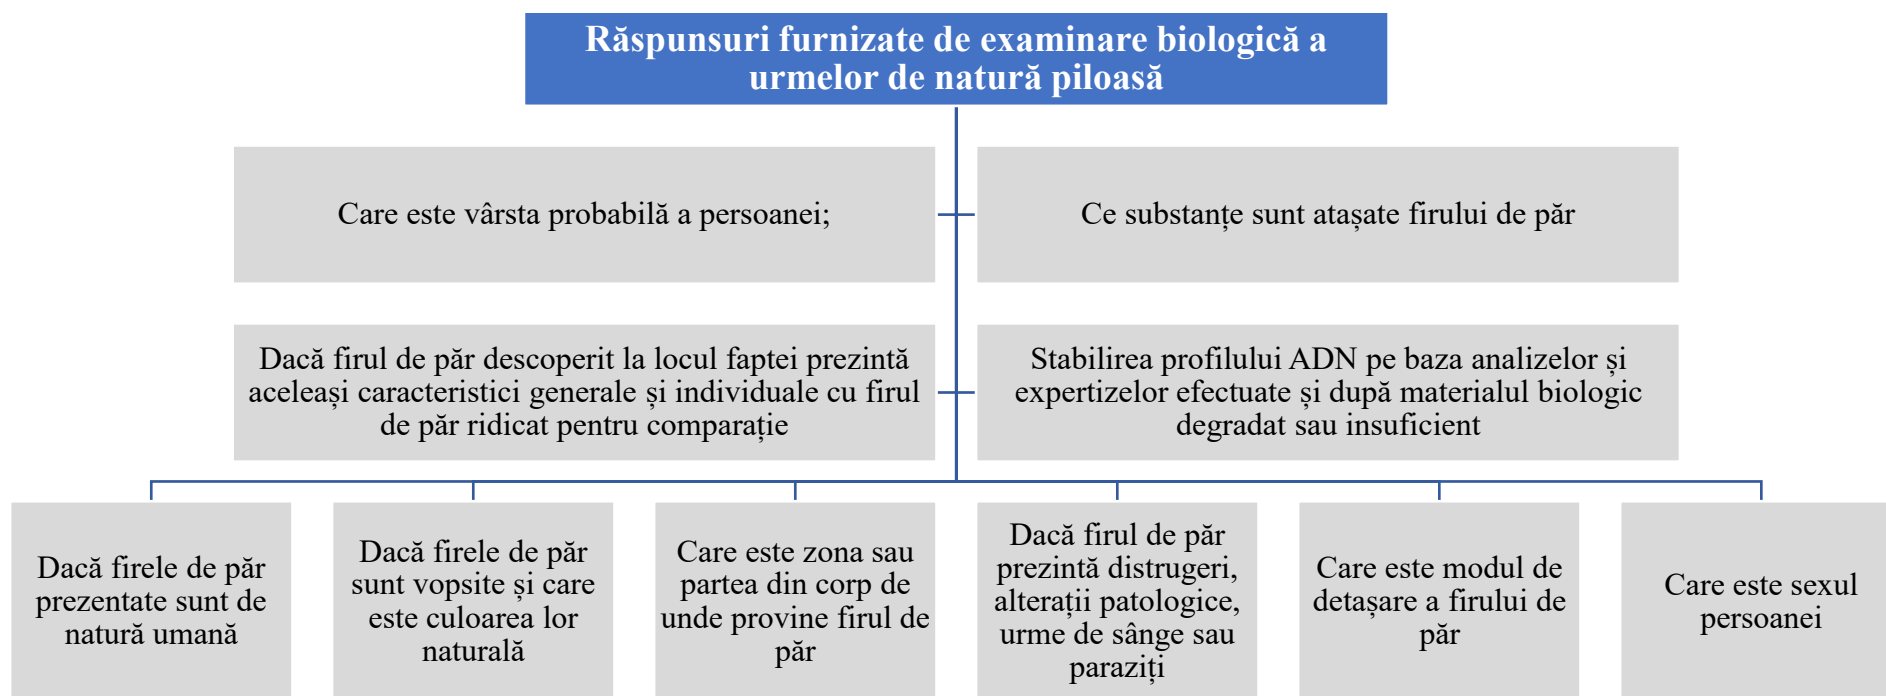 Răspunsuri furnizate de examinare biologică a
urmelor de natură piloasă
Care este vârsta probabilă a persoanei;
Ce substanțe sunt atașate firului de păr
Dacă firul de păr descoperit la locul faptei prezintă
aceleași caracteristici generale și individuale cu firul
de păr ridicat pentru comparație
Stabilirea profilului ADN pe baza analizelor și
expertizelor efectuate și după materialul biologic
degradat sau insuficient
Dacă firele de păr
prezentate sunt de
natură umană
Dacă firele de păr
sunt vopsite și care
este culoarea lor
naturală
Care este zona sau
partea din corp de
unde provine firul de
păr
Dacă firul de păr
prezintă distrugeri,
alterații patologice,
urme de sânge sau
paraziți
Care este modul de
detașare a firului de
păr
Care este sexul
persoanei